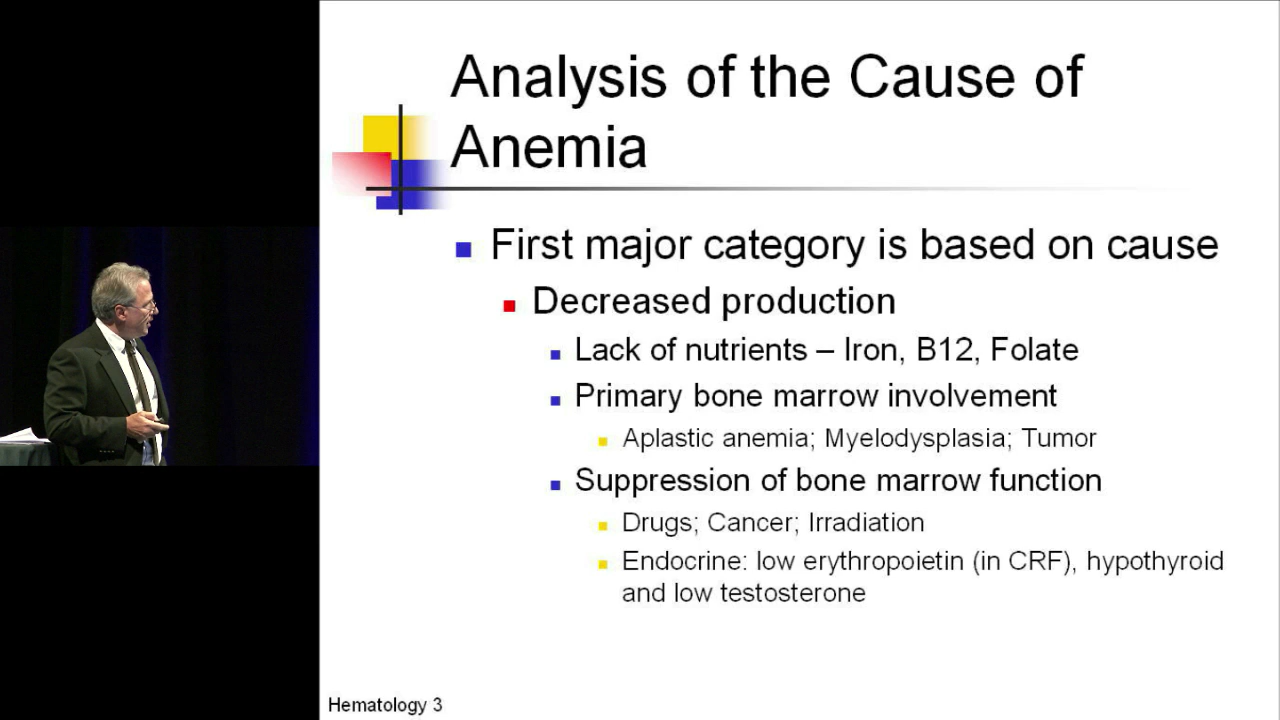 Analysis of the Cause of
Anemia
First major category is based on cause
Decreased production
Lack of nutrients – Iron, B12, Folate
Primary bone marrow involvement
Aplastic anemia; Myelodysplasia; Tumor
Suppression of bone marrow function
Drugs; Cancer; Irradiation
Endocrine: low erythropoietin (in CRF), hypothyroid
and low testosterone
Hematology 3